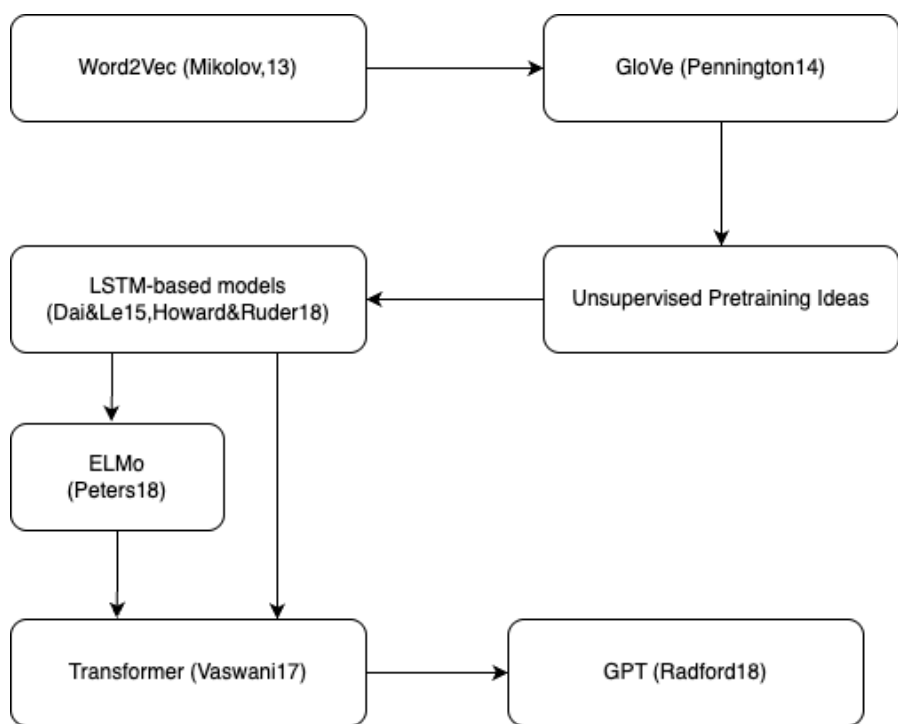 Word2Vec (Mikolov,13)
GloVe (Pennington14)
LSTM-based models
(Dai&Le15,Howard&Ruder18)
Unsupervised Pretraining Ideas
ELMo
(Peters18)
Transformer (Vaswani17)
GPT (Radford18)